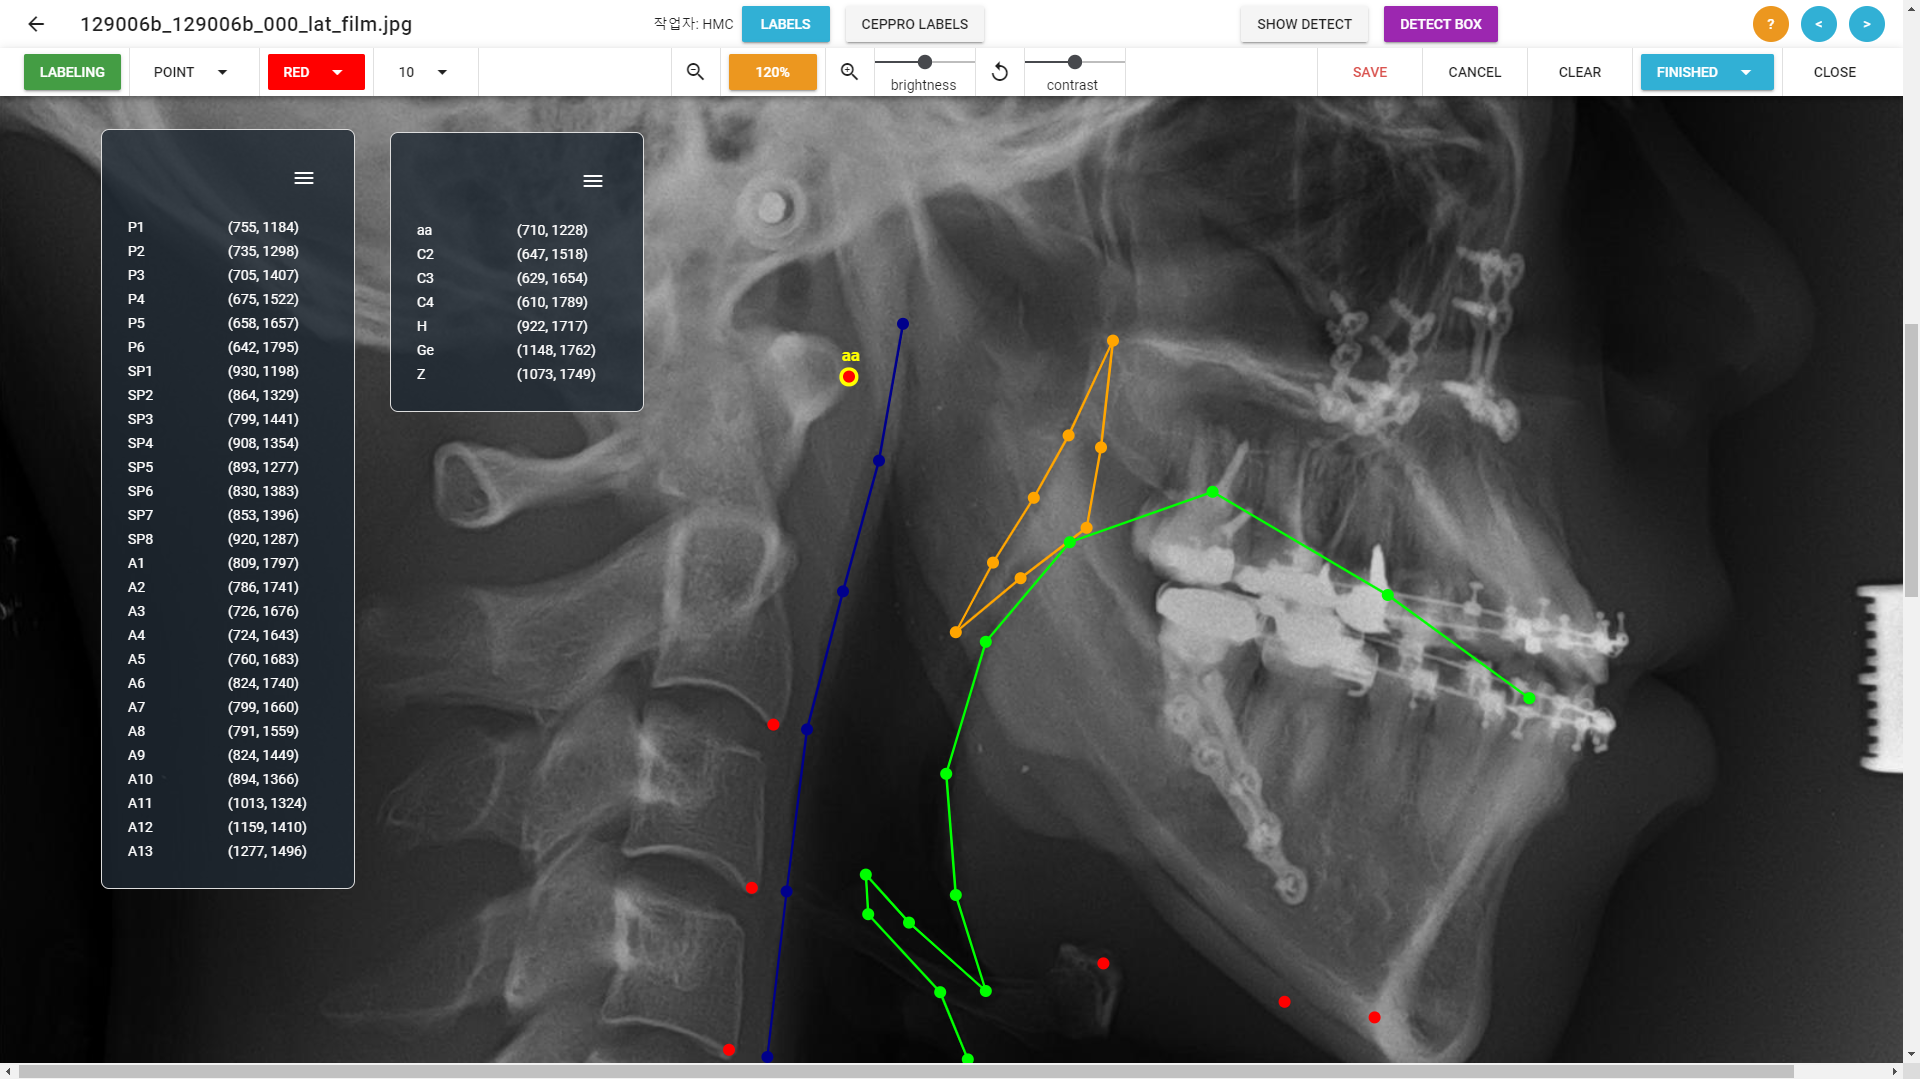 129006b_129006b_000_lat_film.jpg
작업자: HMC
LABELS
CEPPRO LABELS
SHOW DETECT
DETECT BOX
?
<
>
LABELING
POINT
RED
10
120%
brightness
contrast
SAVE
CANCEL
CLEAR
FINISHED
CLOSE
P1 (755, 1184)
P2 (735, 1298)
P3 (705, 1407)
P4 (675, 1522)
P5 (658, 1657)
P6 (642, 1795)
SP1 (930, 1198)
SP2 (864, 1329)
SP3 (799, 1441)
SP4 (908, 1354)
SP5 (893, 1277)
SP6 (830, 1383)
SP7 (853, 1396)
SP8 (920, 1287)
A1 (809, 1797)
A2 (786, 1741)
A3 (726, 1676)
A4 (724, 1643)
A5 (760, 1683)
A6 (824, 1740)
A7 (799, 1660)
A8 (791, 1559)
A9 (824, 1449)
A10 (894, 1366)
A11 (1013, 1324)
A12 (1159, 1410)
A13 (1277, 1496)
aa (710, 1228)
C2 (647, 1518)
C3 (629, 1654)
C4 (610, 1789)
H (922, 1717)
Ge (1148, 1762)
Z (1073, 1749)
aa